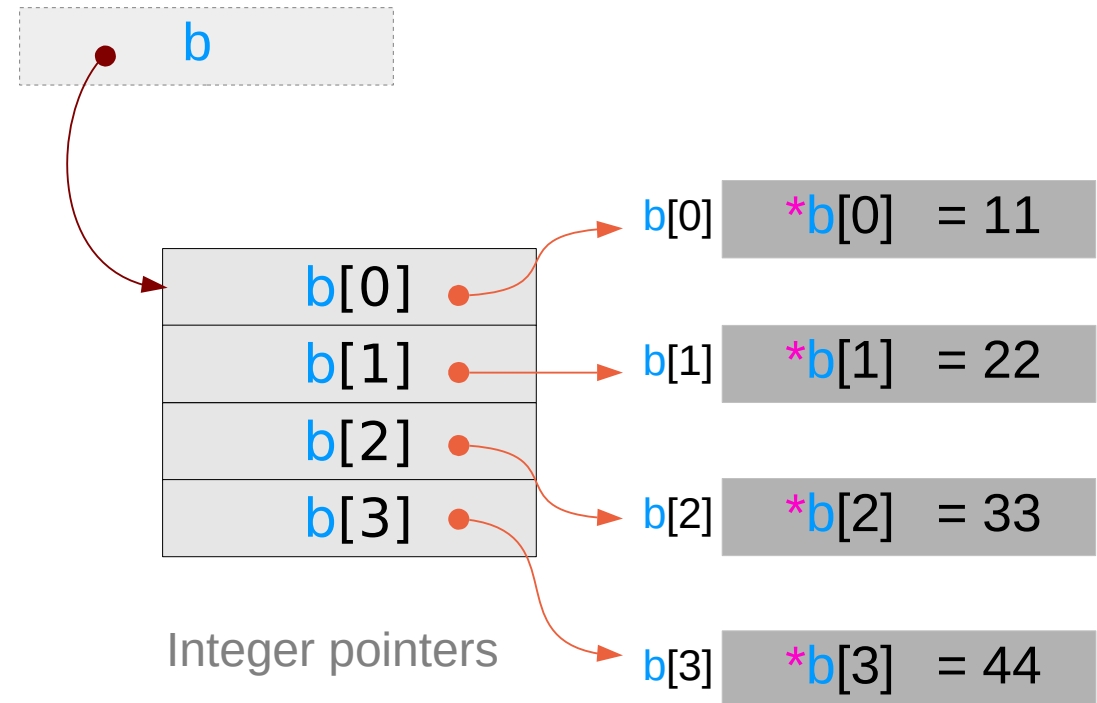 b
b[0] *b[0] = 11
b[0]
b[1] *b[1] = 22
b[1]
b[2]
b[2] *b[2] = 33
b[3]
Integer pointers
b[3] *b[3] = 44